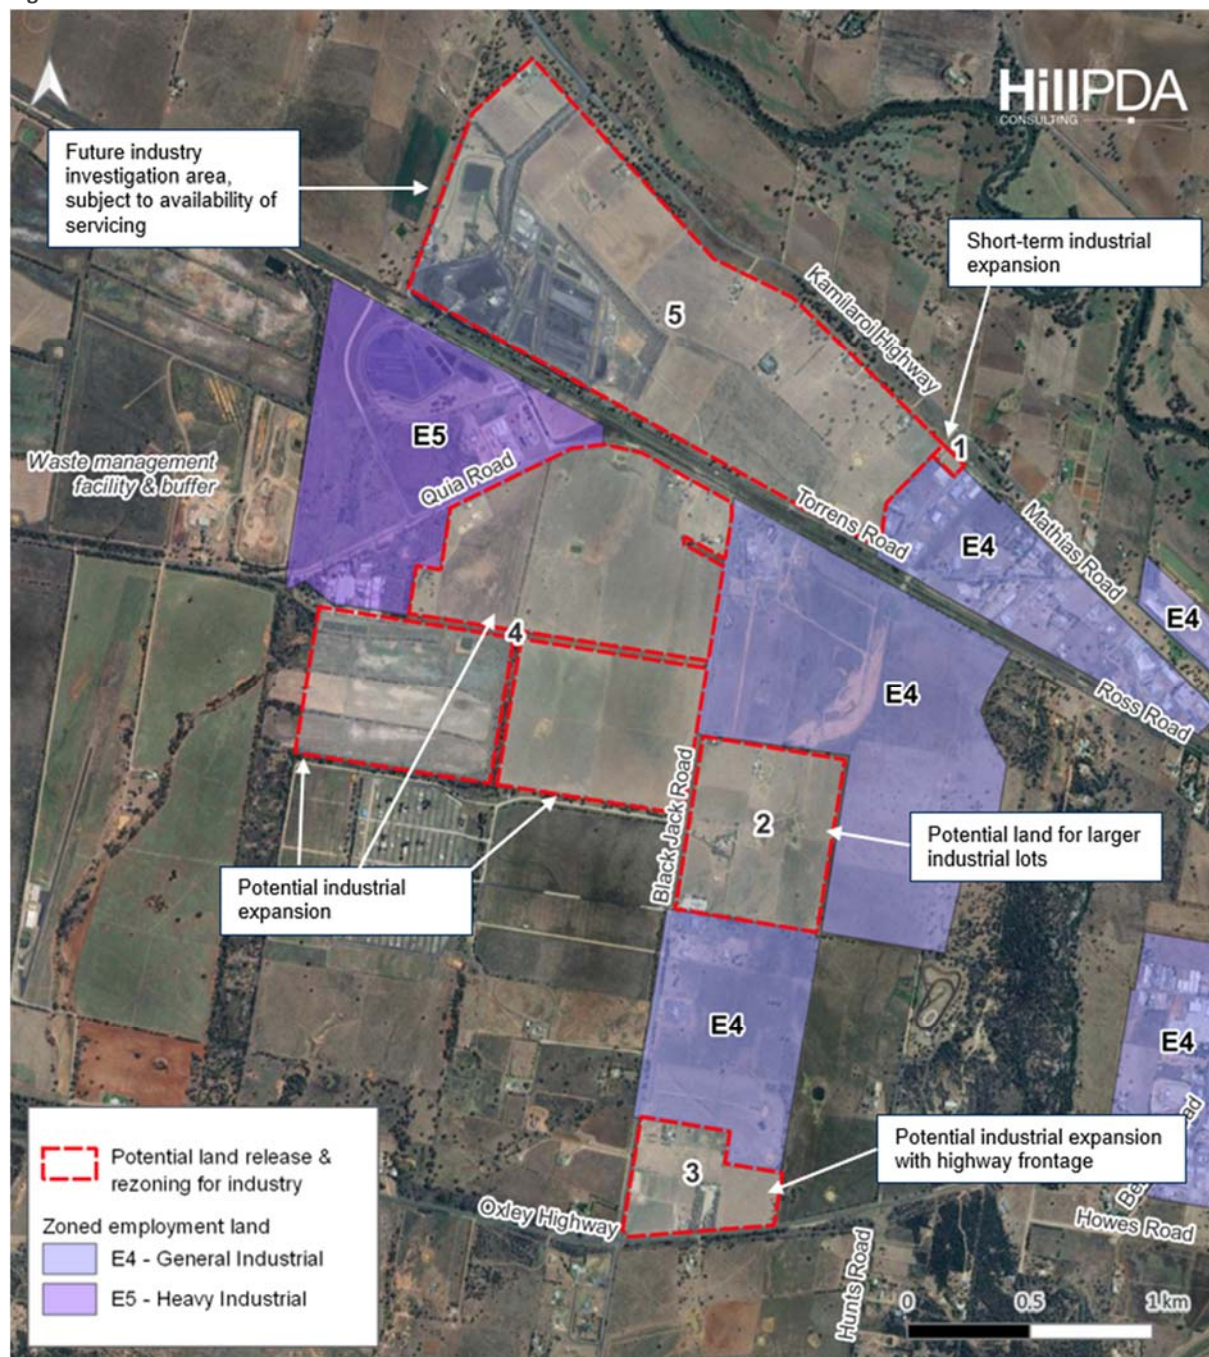 HillPDA
CONSULTING
Future industry
investigation area,
subject to availability of
servicing
Short-term industrial
expansion
Kamilaroi Highway
5
1
E5
Quia Road
Waste management
facility & buffer
Torrens Road
E4
Mathias Road
E4
4
E4
Ross Road
Black Jack Road
2
Potential land for larger
industrial lots
Potential industrial
expansion
E4
E4
Potential industrial expansion
with highway frontage
3
Oxley Highway
Howes Road
Hunts Road
Potential land release &
rezoning for industry
Zoned employment land
E4 - General Industrial
E5 - Heavy Industrial
0 0.5 1 km